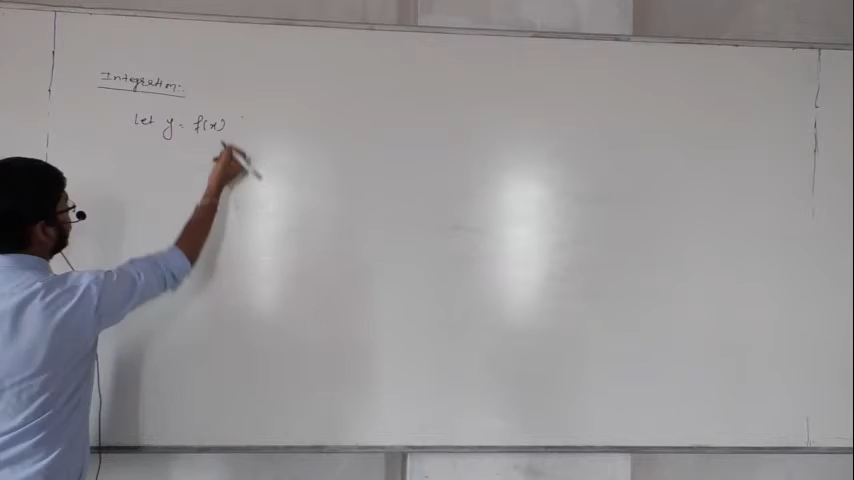 Integration:-
Let y = f(x)